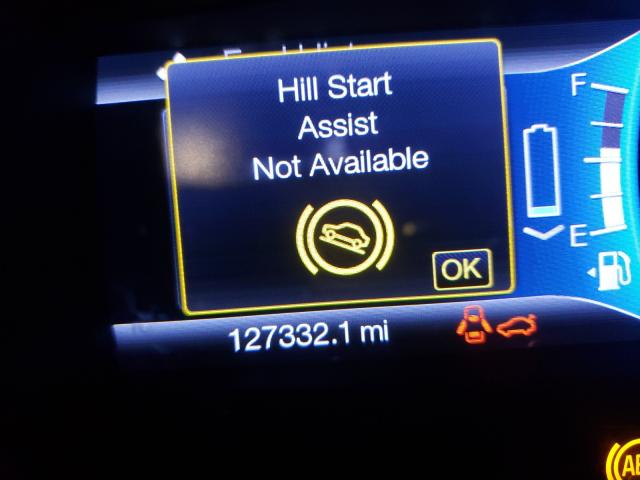 Hill Start
Assist
Not Available
OK
F
E
127332.1 mi